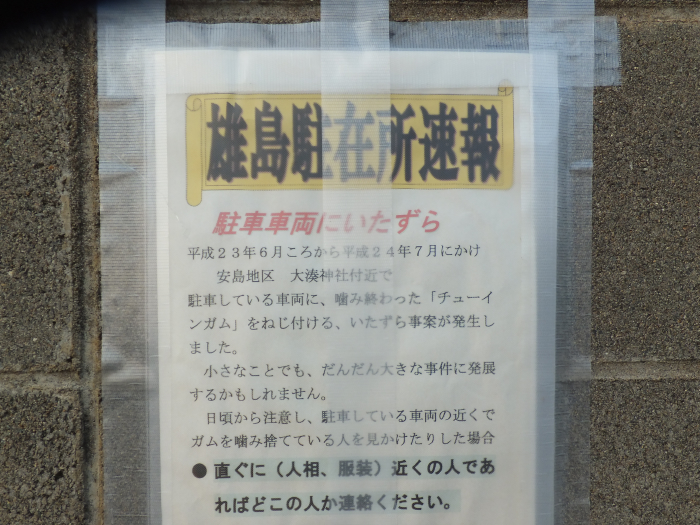 雄島駐在所速報
駐車車両にいたずら
平成２３年６月ころから平成２４年７月にかけ
安島地区　大湊神社付近で
駐車している車両に、噛み終わった「チューイ
ンガム」をねじ付ける、いたずら事案が発生し
ました。
小さなことでも、だんだん大きな事件に発展
するかもしれません。
日頃から注意し、駐車している車両の近くで
ガムを噛み捨てている人を見かけたりした場合
●直ぐに（人相、服装）近くの人であ
ればどこの人か連絡ください。